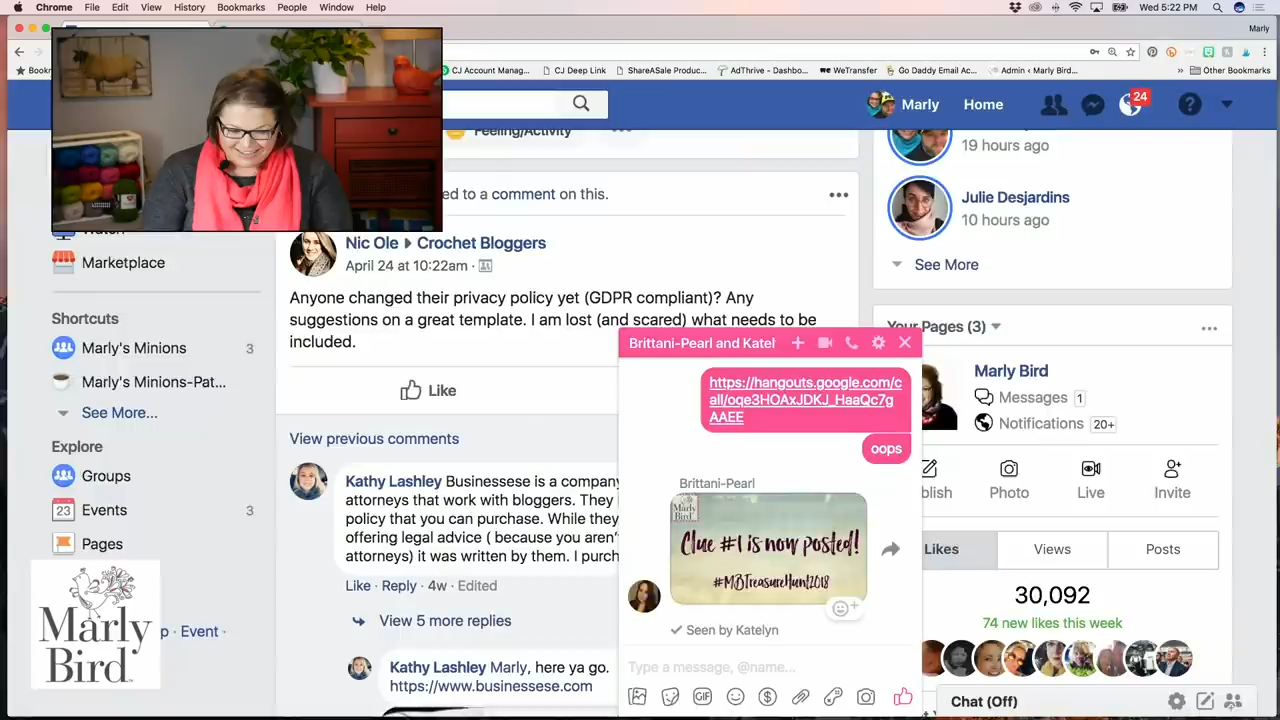 Chrome File Edit View History Bookmarks People Window Help
Wed 5:22 PM
Marly
CJ Account Manag...
CJ Deep Link
ShareASale Produc...
AdThrive - Dashbo...
WeTransfer
Go Daddy Email Ac...
Admin ‹ Marly Bird...
»
Other Bookmarks
Marly
Home
24
Feeling/Activity
...
19 hours ago
Julie Desjardins
10 hours ago
See More
ed to a comment on this.
Marketplace
Shortcuts
Marly's Minions 3
Marly's Minions-Pat...
See More...
Explore
Groups
23 Events 3
Pages
p · Event ·
Marly
Bird®
Nic Ole ▸ Crochet Bloggers
April 24 at 10:22am ·
Anyone changed their privacy policy yet (GDPR compliant)? Any
suggestions on a great template. I am lost (and scared) what needs to be
included.
Like
View previous comments
Kathy Lashley Businessese is a company
attorneys that work with bloggers. They
policy that you can purchase. While they
offering legal advice ( because you aren'
attorneys) it was written by them. I purch
Like · Reply · 4w · Edited
View 5 more replies
Kathy Lashley Marly, here ya go.
https://www.businessese.com
Brittani-Pearl and Katel
https://hangouts.google.com/c
all/oqe3HOAxJDKJ_HaaQc7g
AAEE
oops
Brittani-Pearl
Marly
Bird
Clue #1 is now posted!
#MBTreasureHunt2018
Seen by Katelyn
Type a message, @name...
GIF
Your Pages (3)
Marly Bird
Messages 1
Notifications 20+
blish
Photo
Live
Invite
Likes
Views
Posts
30,092
74 new likes this week
Chat (Off)